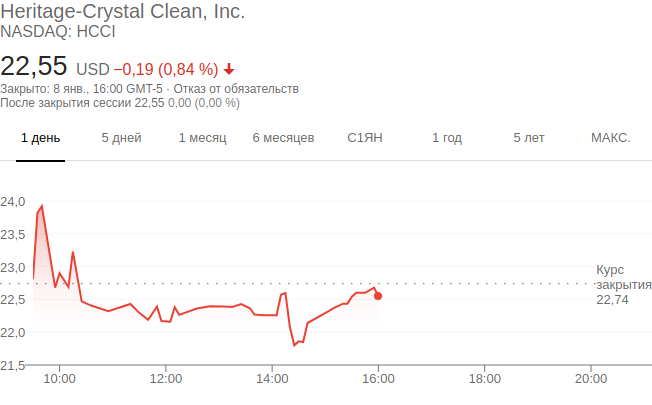 Heritage-Crystal Clean, Inc.
NASDAQ: HCCI
22,55 USD −0,19 (0,84 %)
Закрыто: 8 янв., 16:00 GMT-5 · Отказ от обязательств
После закрытия сессии 22,55 0,00 (0,00 %)
1 день 5 дней 1 месяц 6 месяцев С1ЯН 1 год 5 лет МАКС.
24,0
23,5
23,0
22,5
22,0
21,5
Курс
закрытия
22,74
10:00 12:00 14:00 16:00 18:00 20:00